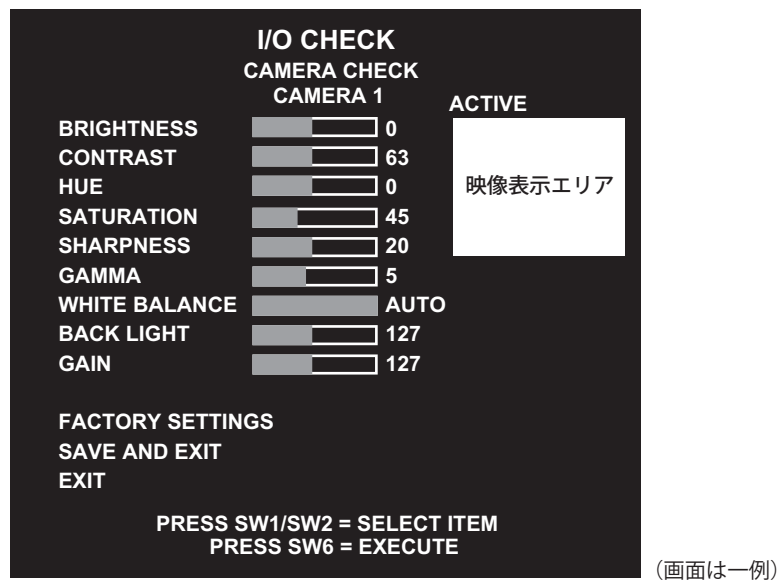 I/O CHECK
CAMERA CHECK
CAMERA 1
ACTIVE
BRIGHTNESS 0
CONTRAST 63
HUE 0
SATURATION 45
SHARPNESS 20
GAMMA 5
WHITE BALANCE AUTO
BACK LIGHT 127
GAIN 127
映像表示エリア
FACTORY SETTINGS
SAVE AND EXIT
EXIT
PRESS SW1/SW2 = SELECT ITEM
PRESS SW6 = EXECUTE
（画面は一例）